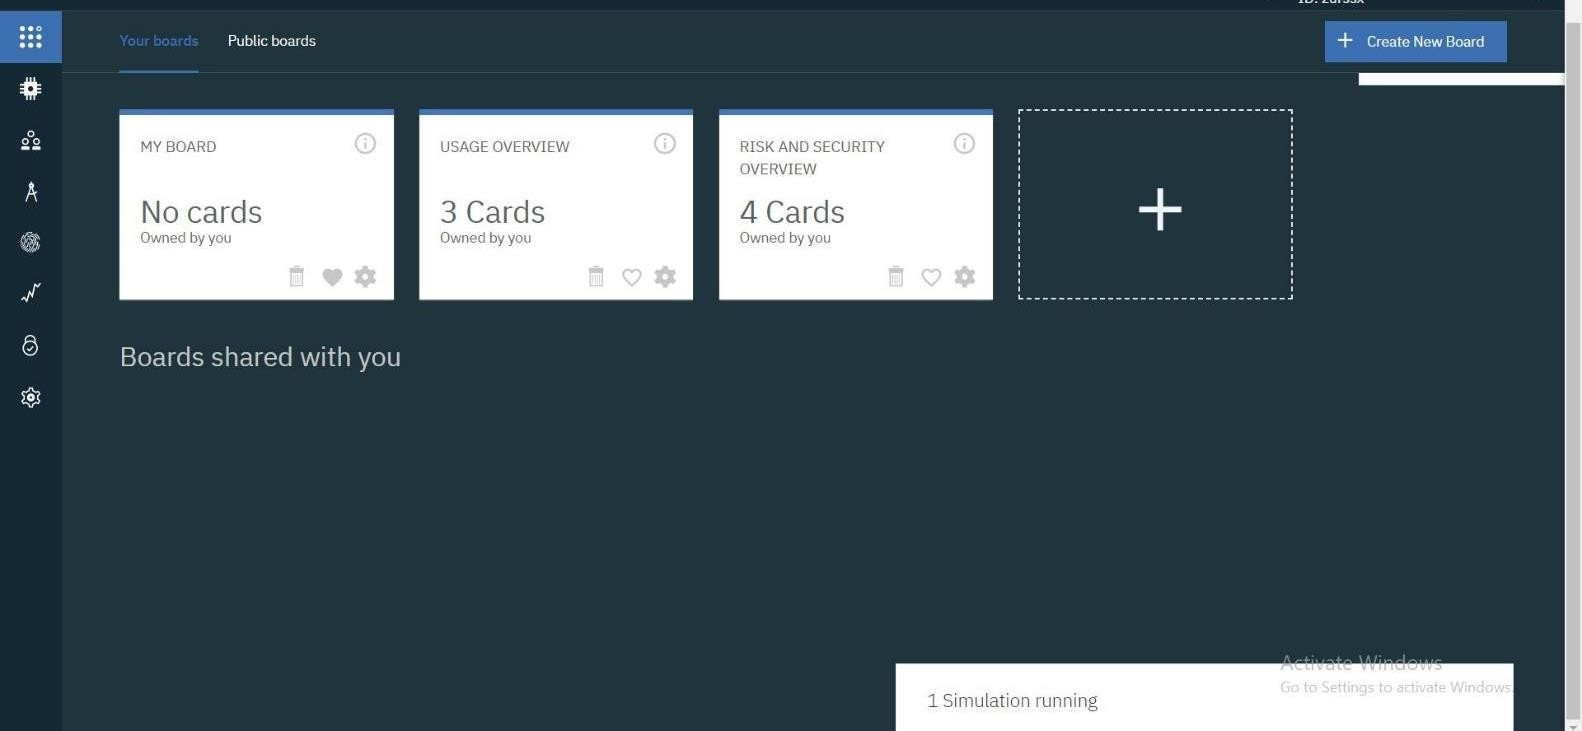 Your boards Public boards
Create New Board
MY BOARD
No cards
Owned by you
USAGE OVERVIEW
3 Cards
Owned by you
RISK AND SECURITY
OVERVIEW
4 Cards
Owned by you
Boards shared with you
1 Simulation running
Activate Windows
Go to Settings to activate Windows.